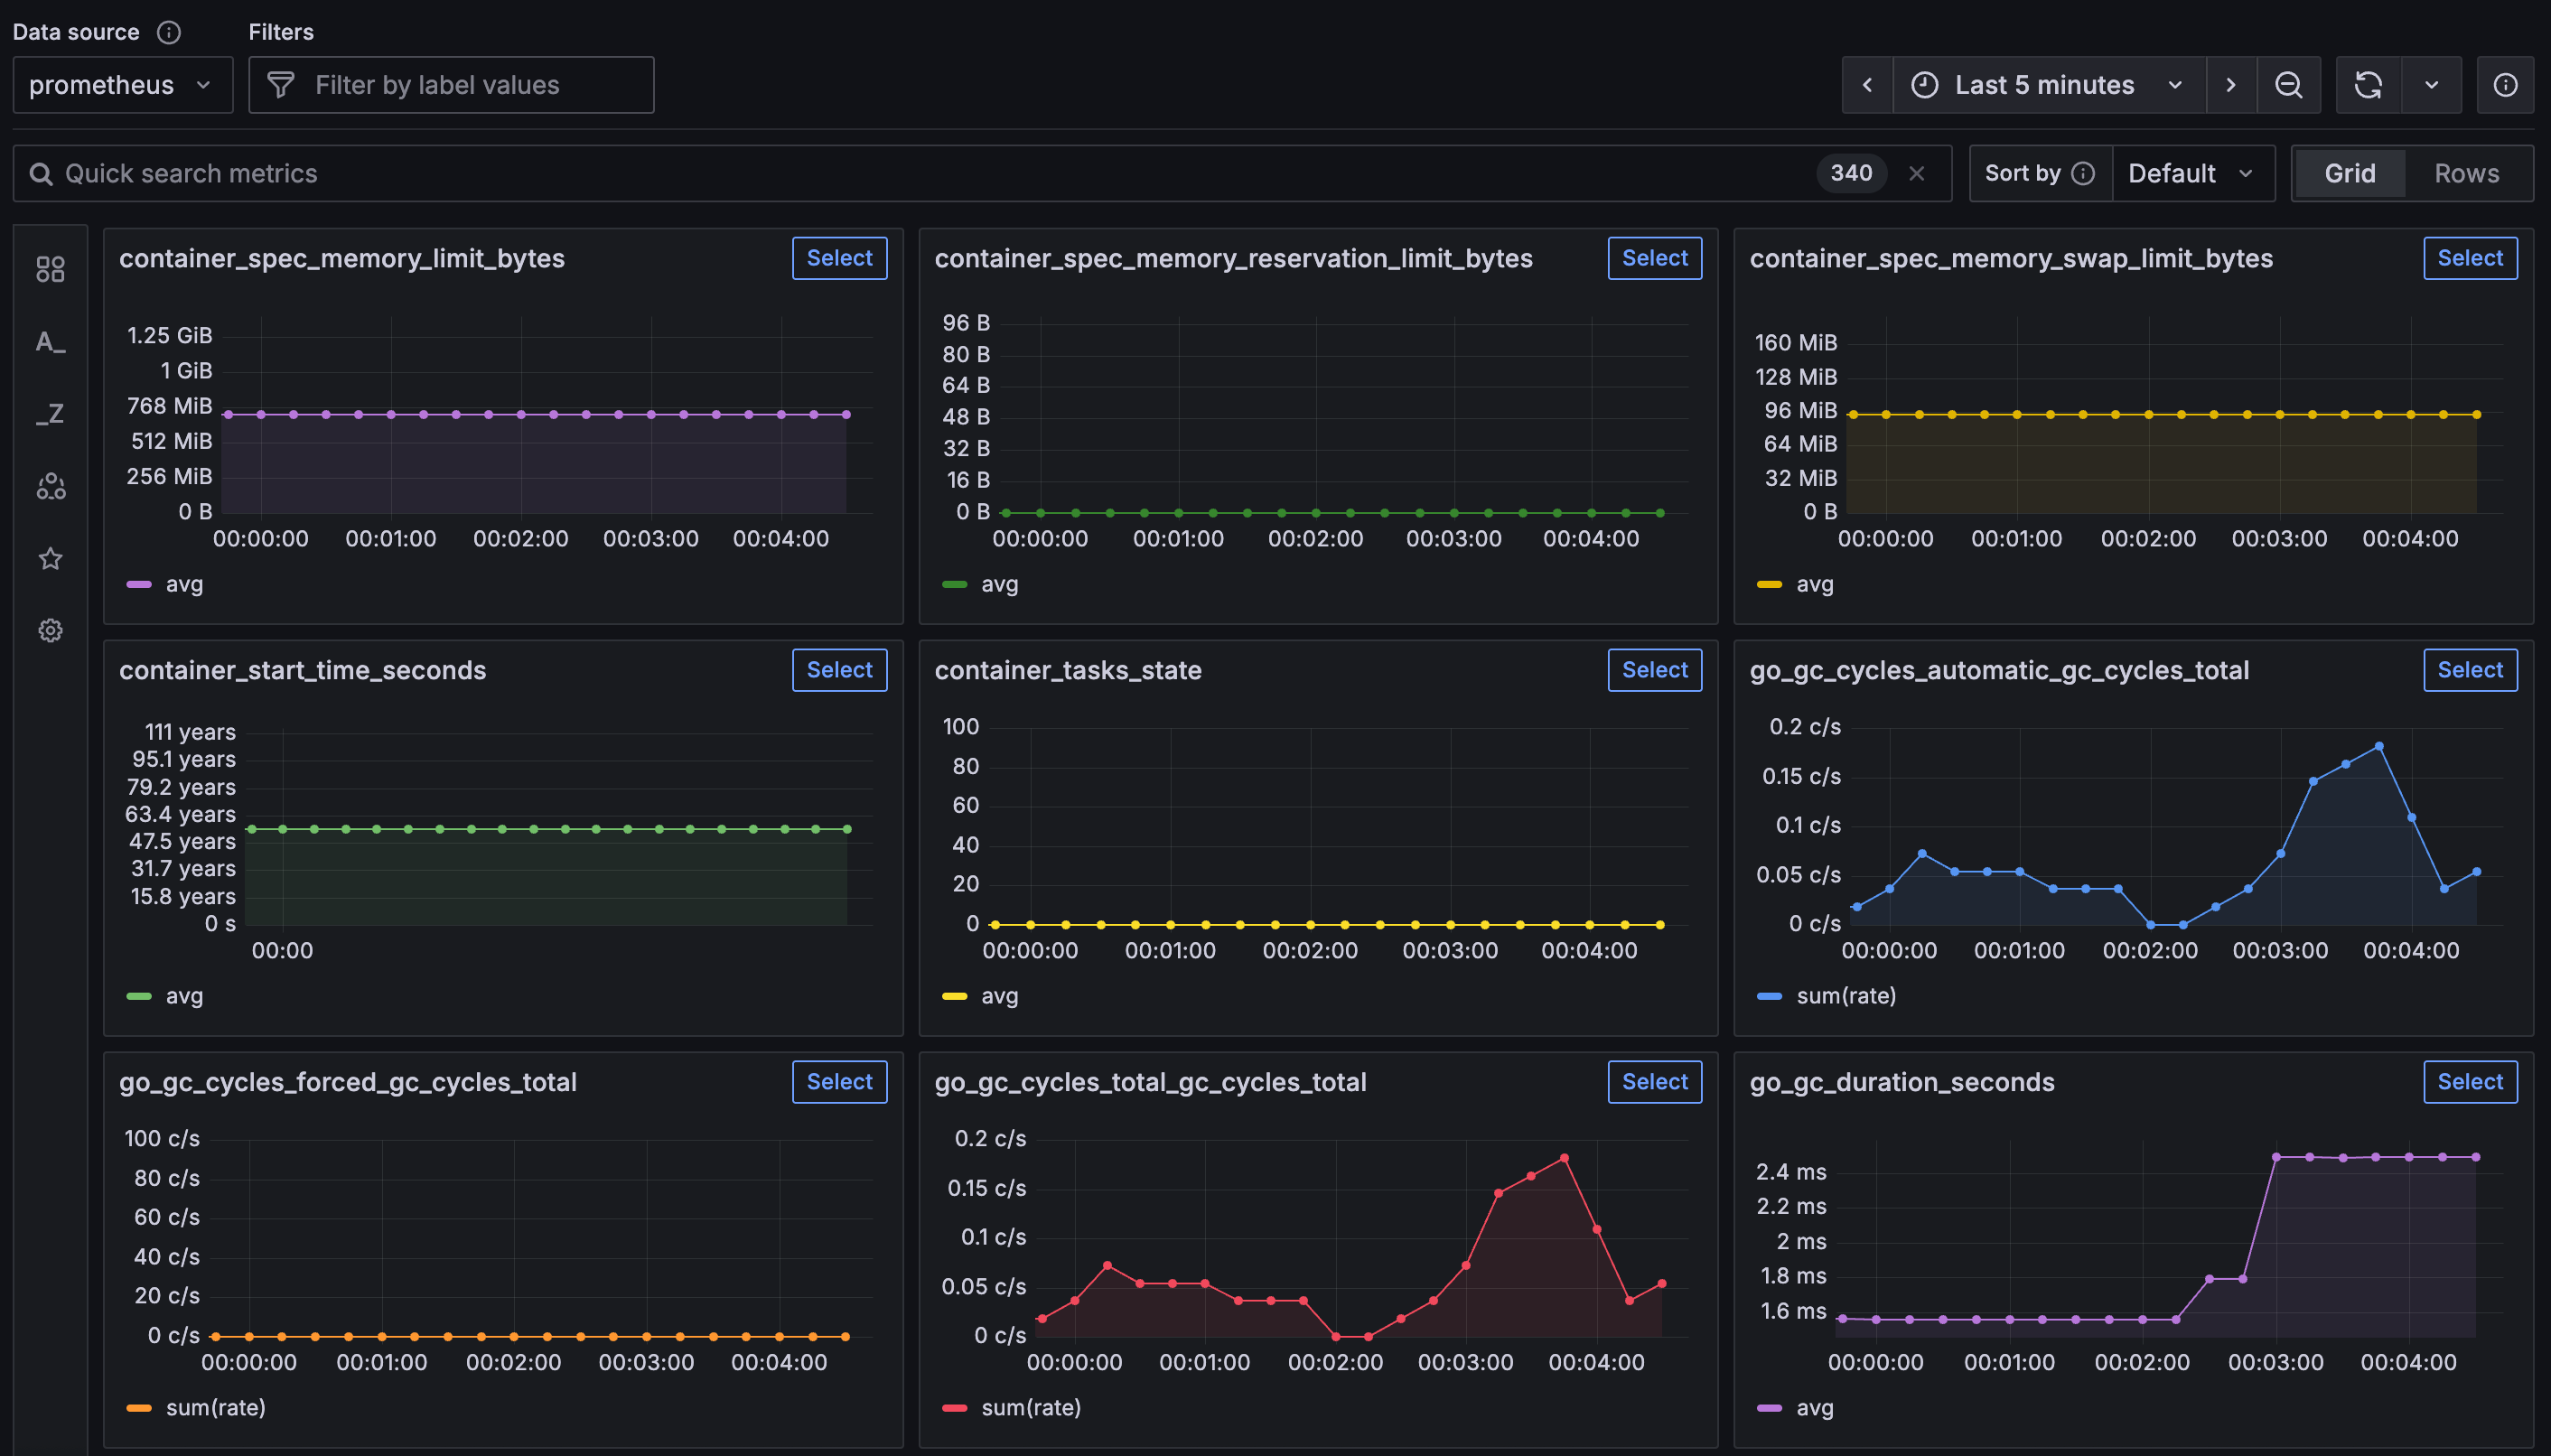 Data source Filters
prometheus Filter by label values Last 5 minutes
Quick search metrics 340 Sort by Default Grid Rows
A_
_Z
container_spec_memory_limit_bytes Select
1.25 GiB
1 GiB
768 MiB
512 MiB
256 MiB
0 B
00:00:00 00:01:00 00:02:00 00:03:00 00:04:00
avg
container_spec_memory_reservation_limit_bytes Select
96 B
80 B
64 B
48 B
32 B
16 B
0 B
00:00:00 00:01:00 00:02:00 00:03:00 00:04:00
avg
container_spec_memory_swap_limit_bytes Select
160 MiB
128 MiB
96 MiB
64 MiB
32 MiB
0 B
00:00:00 00:01:00 00:02:00 00:03:00 00:04:00
avg
container_start_time_seconds Select
111 years
95.1 years
79.2 years
63.4 years
47.5 years
31.7 years
15.8 years
0 s
00:00
avg
container_tasks_state Select
100
80
60
40
20
0
00:00:00 00:01:00 00:02:00 00:03:00 00:04:00
avg
go_gc_cycles_automatic_gc_cycles_total Select
0.2 c/s
0.15 c/s
0.1 c/s
0.05 c/s
0 c/s
00:00:00 00:01:00 00:02:00 00:03:00 00:04:00
sum(rate)
go_gc_cycles_forced_gc_cycles_total Select
100 c/s
80 c/s
60 c/s
40 c/s
20 c/s
0 c/s
00:00:00 00:01:00 00:02:00 00:03:00 00:04:00
sum(rate)
go_gc_cycles_total_gc_cycles_total Select
0.2 c/s
0.15 c/s
0.1 c/s
0.05 c/s
0 c/s
00:00:00 00:01:00 00:02:00 00:03:00 00:04:00
sum(rate)
go_gc_duration_seconds Select
2.4 ms
2.2 ms
2 ms
1.8 ms
1.6 ms
00:00:00 00:01:00 00:02:00 00:03:00 00:04:00
avg